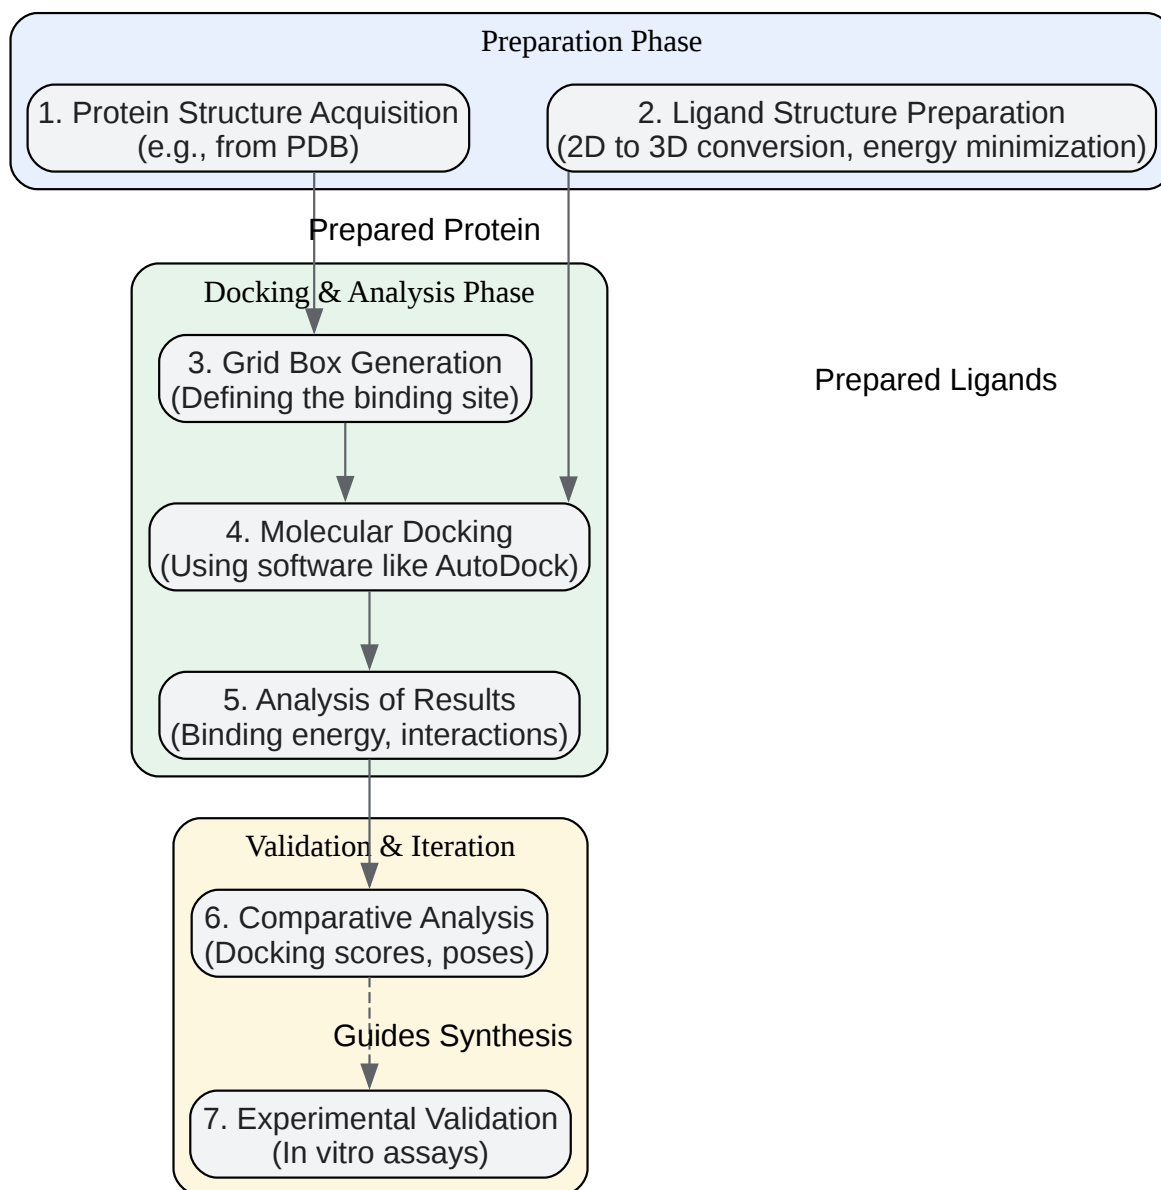 Preparation Phase
1. Protein Structure Acquisition
(e.g., from PDB)
2. Ligand Structure Preparation
(2D to 3D conversion, energy minimization)
Prepared Protein
Docking & Analysis Phase
3. Grid Box Generation
(Defining the binding site)
Prepared Ligands
4. Molecular Docking
(Using software like AutoDock)
5. Analysis of Results
(Binding energy, interactions)
Validation & Iteration
6. Comparative Analysis
(Docking scores, poses)
Guides Synthesis
7. Experimental Validation
(In vitro assays)